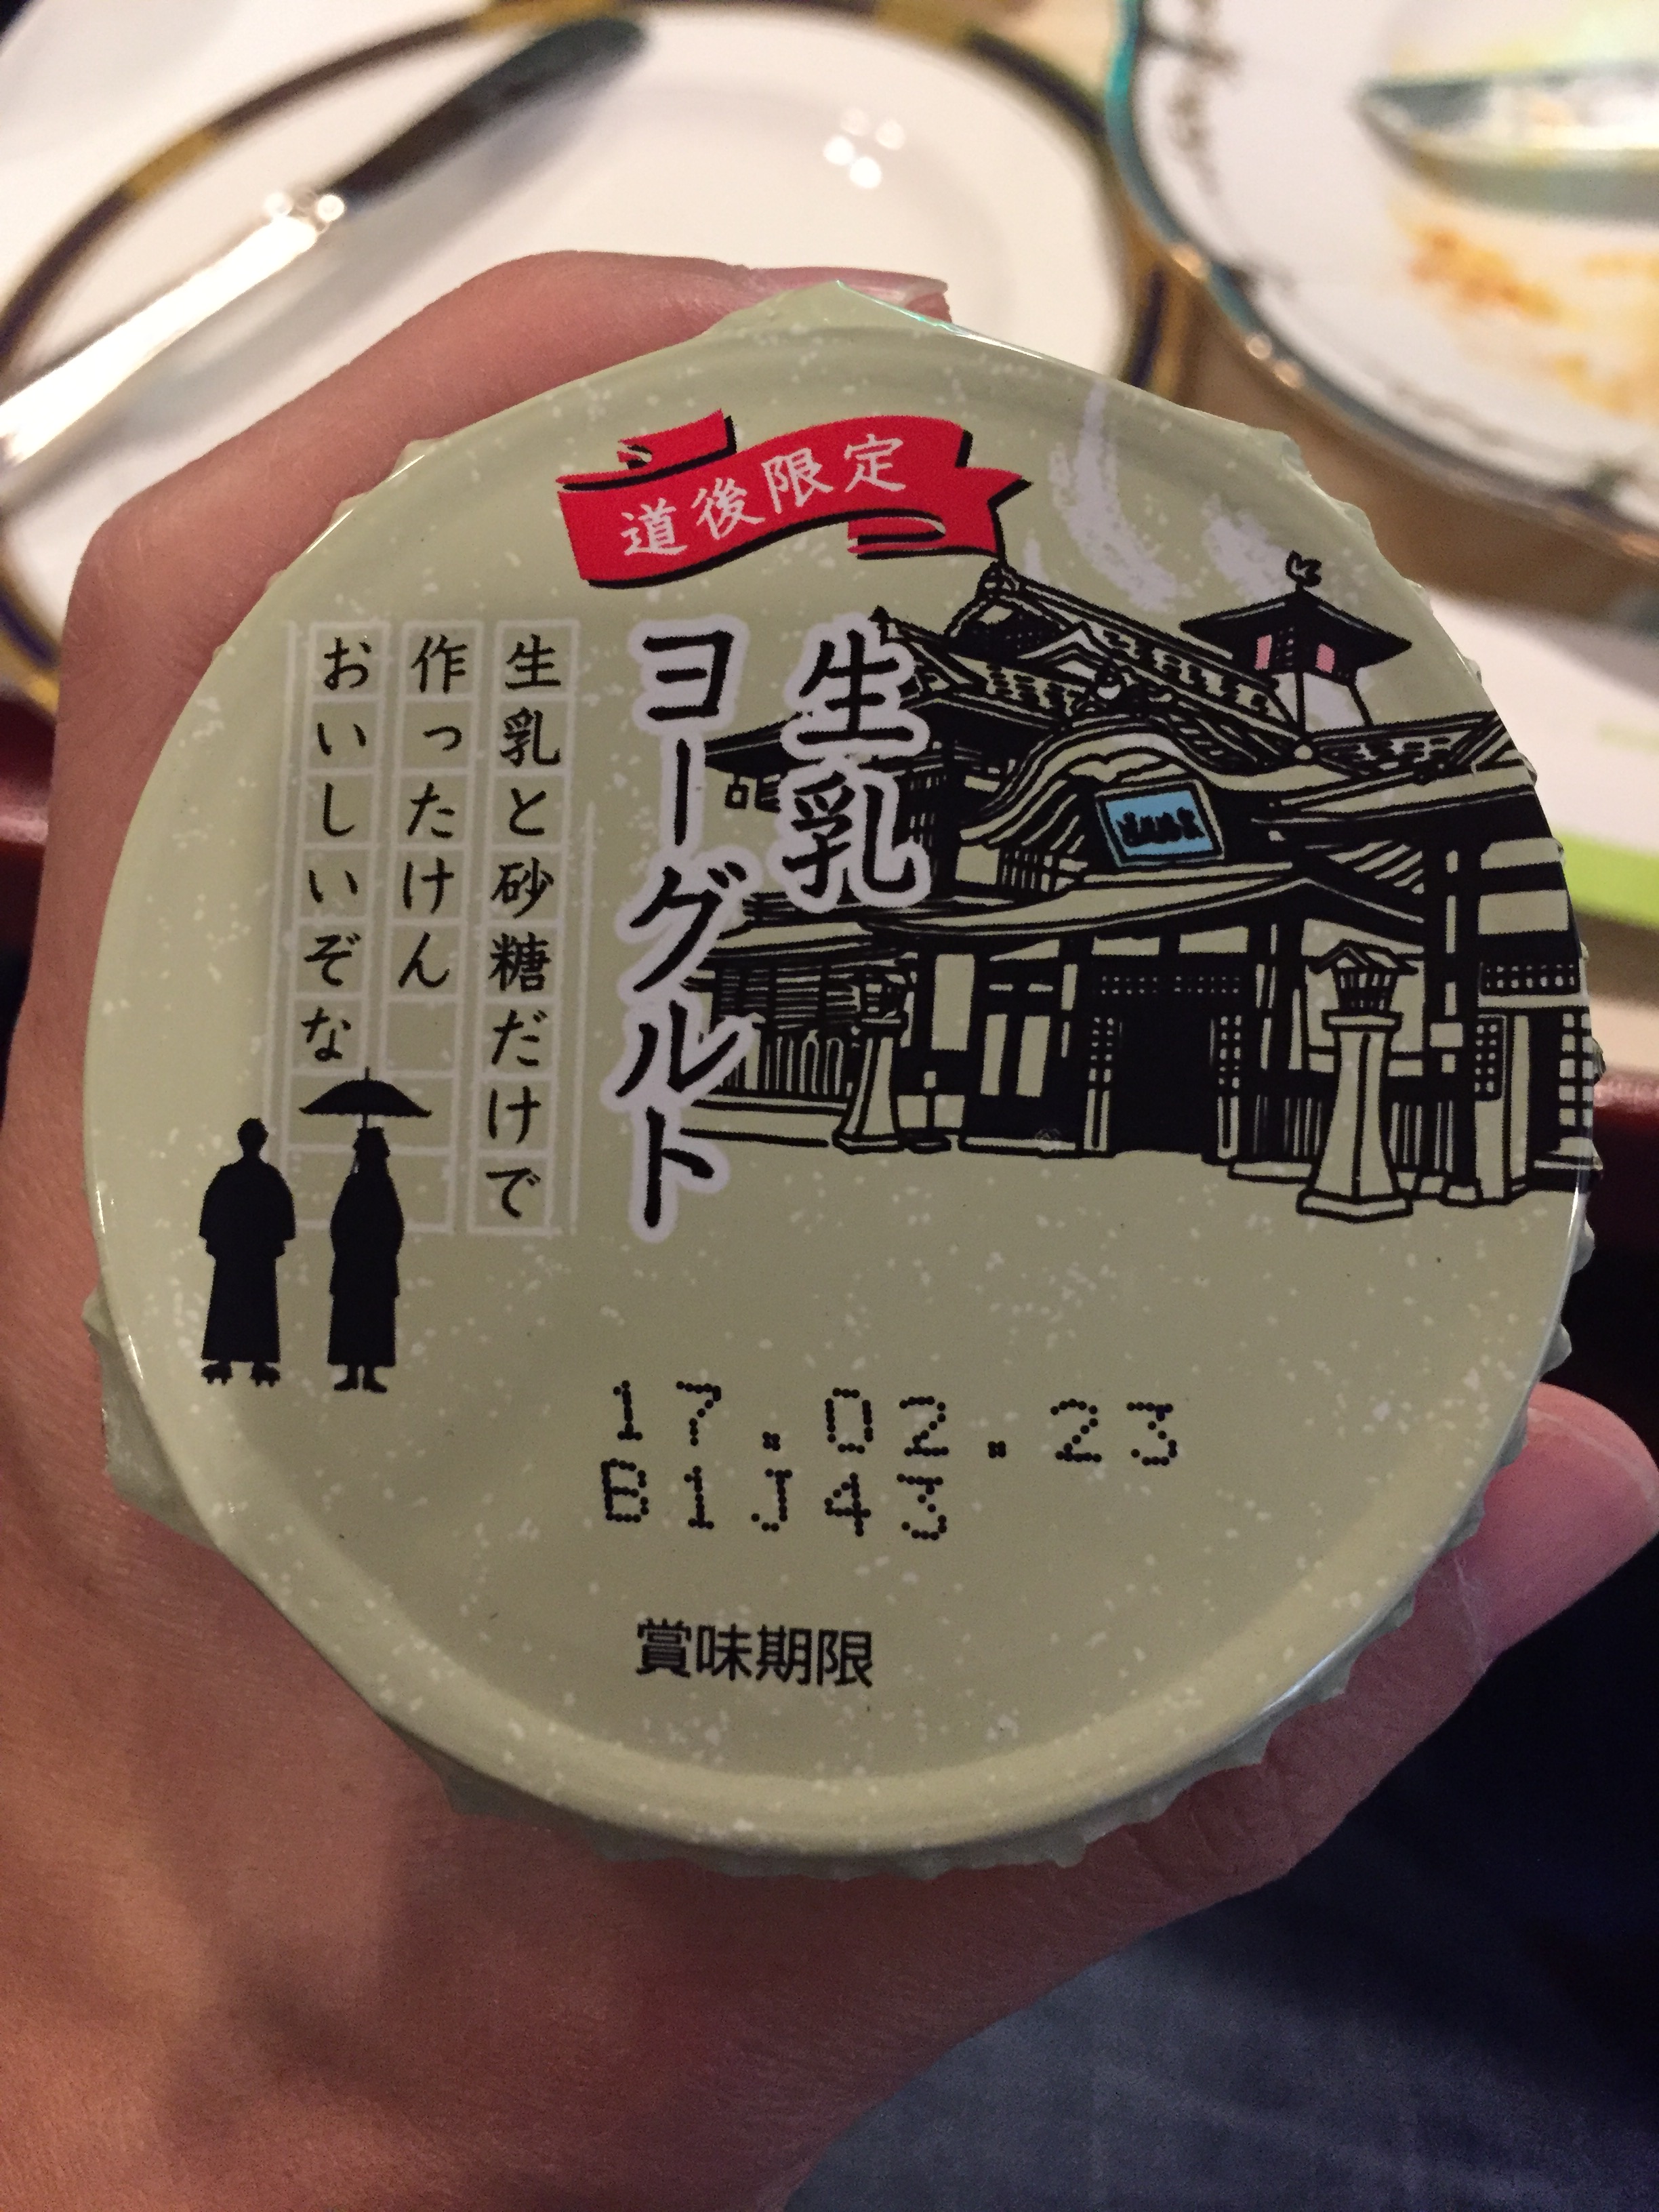 道後限定
生乳
ヨーグルト
生乳と砂糖だけで
作ったけん
おいしいぞな
17.02.23
B1J43
賞味期限